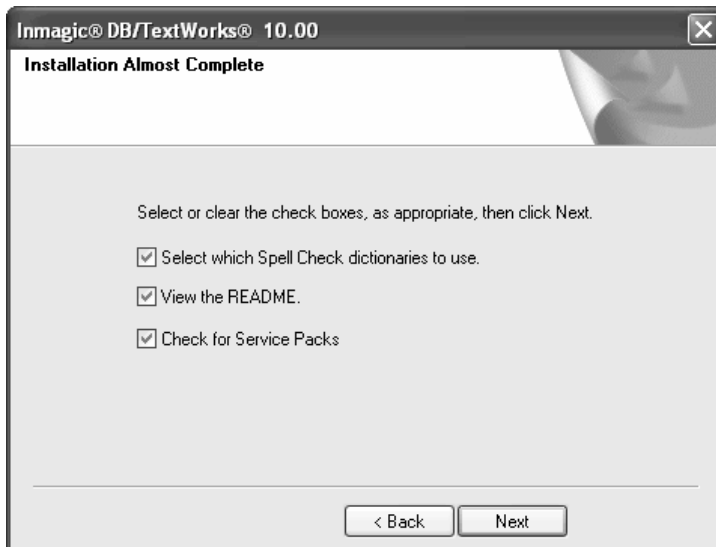 Inmagic® DB/TextWorks® 10.00
Installation Almost Complete
Select or clear the check boxes, as appropriate, then click Next.
Select which Spell Check dictionaries to use.
View the README.
Check for Service Packs
< Back
Next